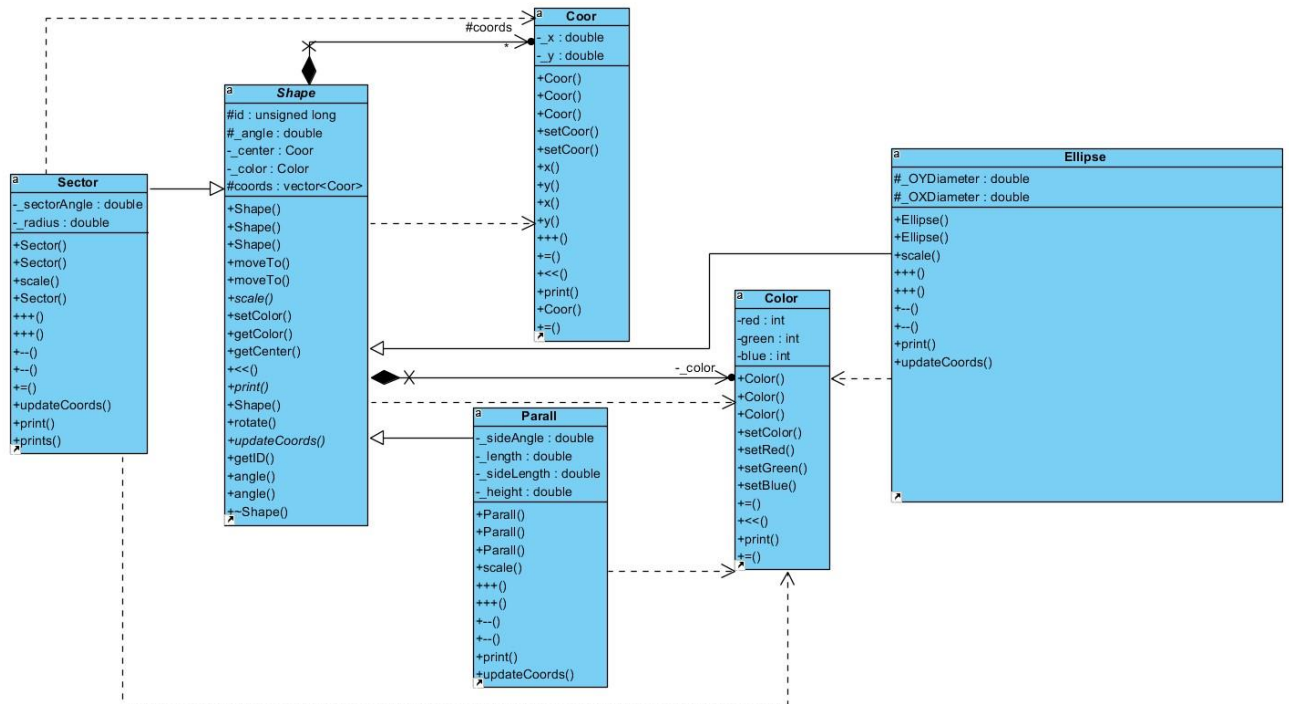 Coor
-_x : double
-_y : double
+Coor()
+Coor()
+Coor()
+setCoor()
+setCoor()
+x()
+y()
+x()
+y()
+++()
+=()
+<<()
+print()
+Coor()
+=()
#coords
*
Shape
#id : unsigned long
#_angle : double
-_center : Coor
-_color : Color
#coords : vector<Coor>
+Shape()
+Shape()
+Shape()
+moveTo()
+moveTo()
+scale()
+setColor()
+getColor()
+getCenter()
+<<()
+print()
+Shape()
+rotate()
+updateCoords()
+getID()
+angle()
+angle()
+~Shape()
Sector
-_sectorAngle : double
-_radius : double
+Sector()
+Sector()
+scale()
+Sector()
+++()
+++()
+--()
+--()
+=()
+updateCoords()
+print()
+prints()
Ellipse
#_OYDiameter : double
#_OXDiameter : double
+Ellipse()
+Ellipse()
+scale()
+++()
+++()
+--()
+--()
+print()
+updateCoords()
-_color
Color
-red : int
-green : int
-blue : int
+Color()
+Color()
+Color()
+setColor()
+setRed()
+setGreen()
+setBlue()
+=()
+<<()
+print()
+=()
Parall
-_sideAngle : double
-_length : double
-_sideLength : double
-_height : double
+Parall()
+Parall()
+Parall()
+scale()
+++()
+++()
+--()
+--()
+print()
+updateCoords()
a
a
a
a
a
a